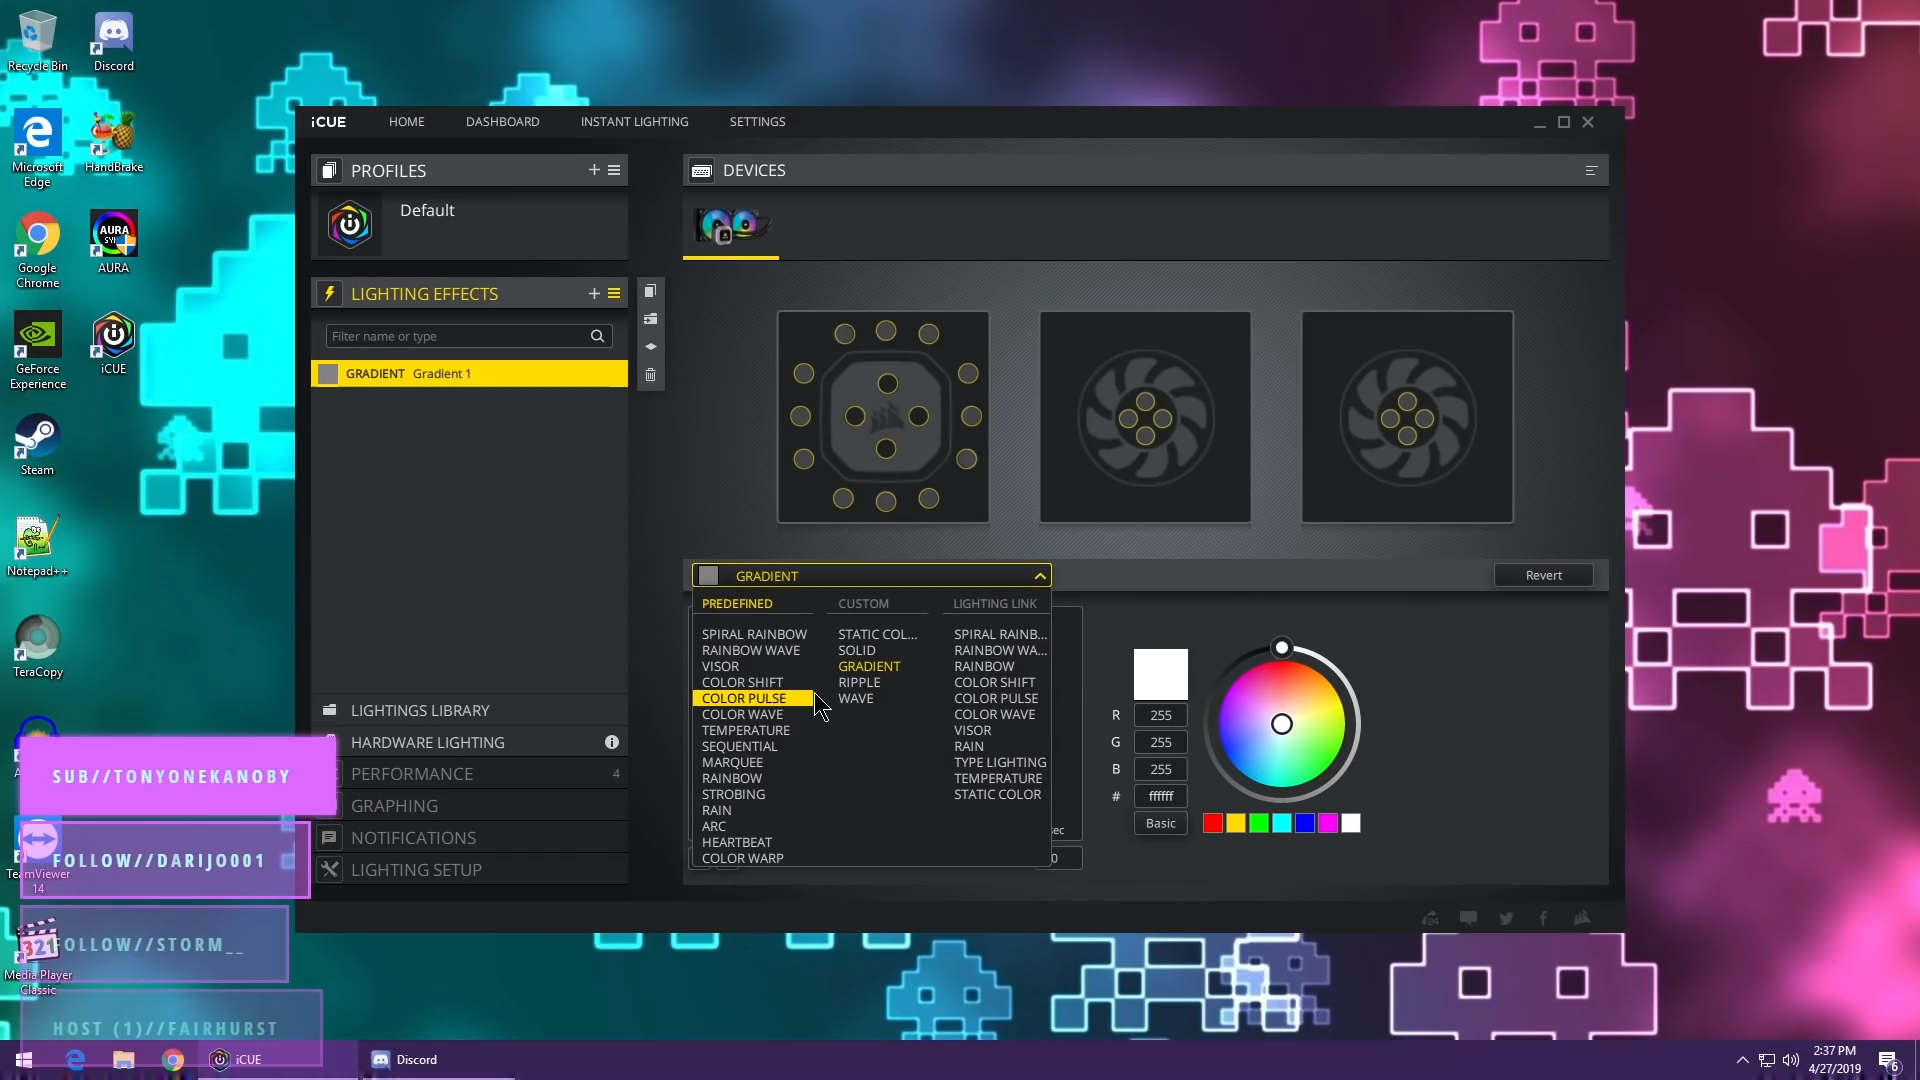 Recycle Bin
Discord
Microsoft
Edge
HandBrake
Google
Chrome
AURA
SYNC
AURA
GeForce
Experience
iCUE
Steam
Notepad++
TeraCopy
SUB//TONYONEKANOBY
FOLLOW//DARIJO001
TeamViewer
14
FOLLOW//STORM__
321
Media Player
Classic
HOST (1)//FAIRHURST
iCUE
HOME
DASHBOARD
INSTANT LIGHTING
SETTINGS
PROFILES
Default
LIGHTING EFFECTS
Filter name or type
GRADIENT Gradient 1
LIGHTINGS LIBRARY
HARDWARE LIGHTING
PERFORMANCE 4
GRAPHING
NOTIFICATIONS
LIGHTING SETUP
DEVICES
GRADIENT
Revert
PREDEFINED
SPIRAL RAINBOW
RAINBOW WAVE
VISOR
COLOR SHIFT
COLOR PULSE
COLOR WAVE
TEMPERATURE
SEQUENTIAL
MARQUEE
RAINBOW
STROBING
RAIN
ARC
HEARTBEAT
COLOR WARP
CUSTOM
STATIC COL...
SOLID
GRADIENT
RIPPLE
WAVE
LIGHTING LINK
SPIRAL RAINB...
RAINBOW WA...
RAINBOW
COLOR SHIFT
COLOR PULSE
COLOR WAVE
VISOR
RAIN
TYPE LIGHTING
TEMPERATURE
STATIC COLOR
sec
0
R 255
G 255
B 255
# ffffff
Basic
24
iCUE
Discord
2:37 PM
4/27/2019
6